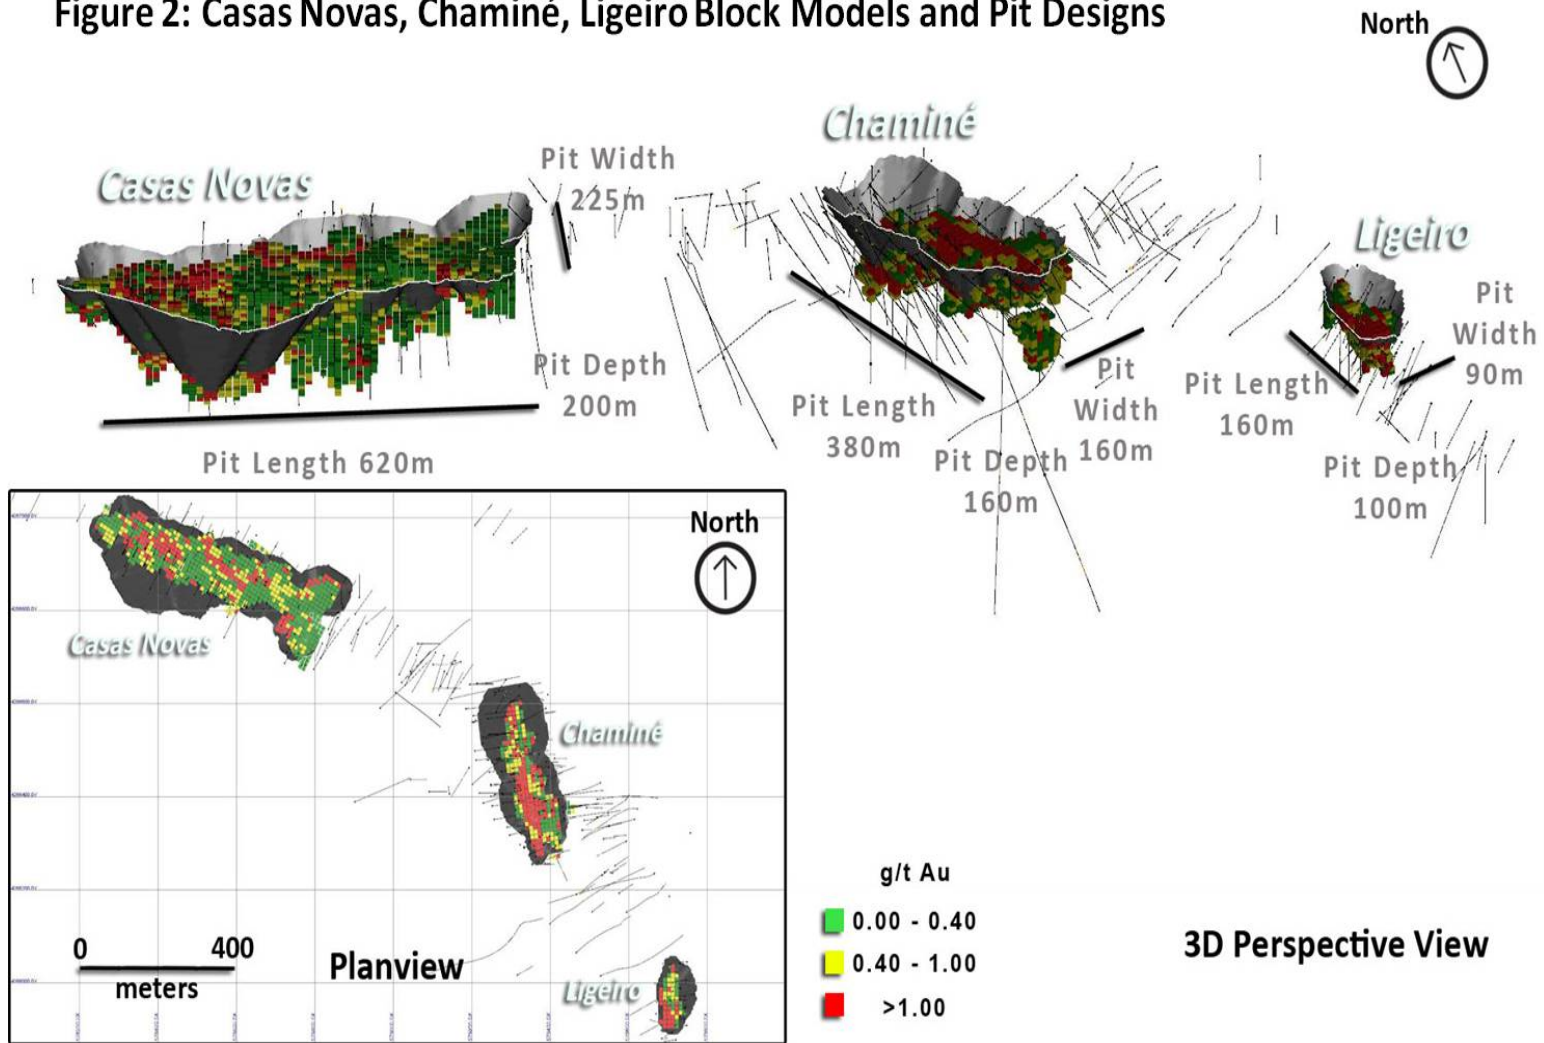 Figure 2: Casas Novas, Chaminé, Ligeiro Block Models and Pit Designs
North
Chaminé
Casas Novas
Pit Width
225m
Ligeiro
Pit
Width
90m
Pit Depth
200m
Pit Length 620m
Pit Length
380m
Pit
Width
160m
Pit Depth
160m
Pit Length
160m
Pit Depth
100m
North
Casas Novas
Chaminé
Ligeiro
0 400
meters
Planview
g/t Au
0.00 - 0.40
0.40 - 1.00
>1.00
3D Perspective View